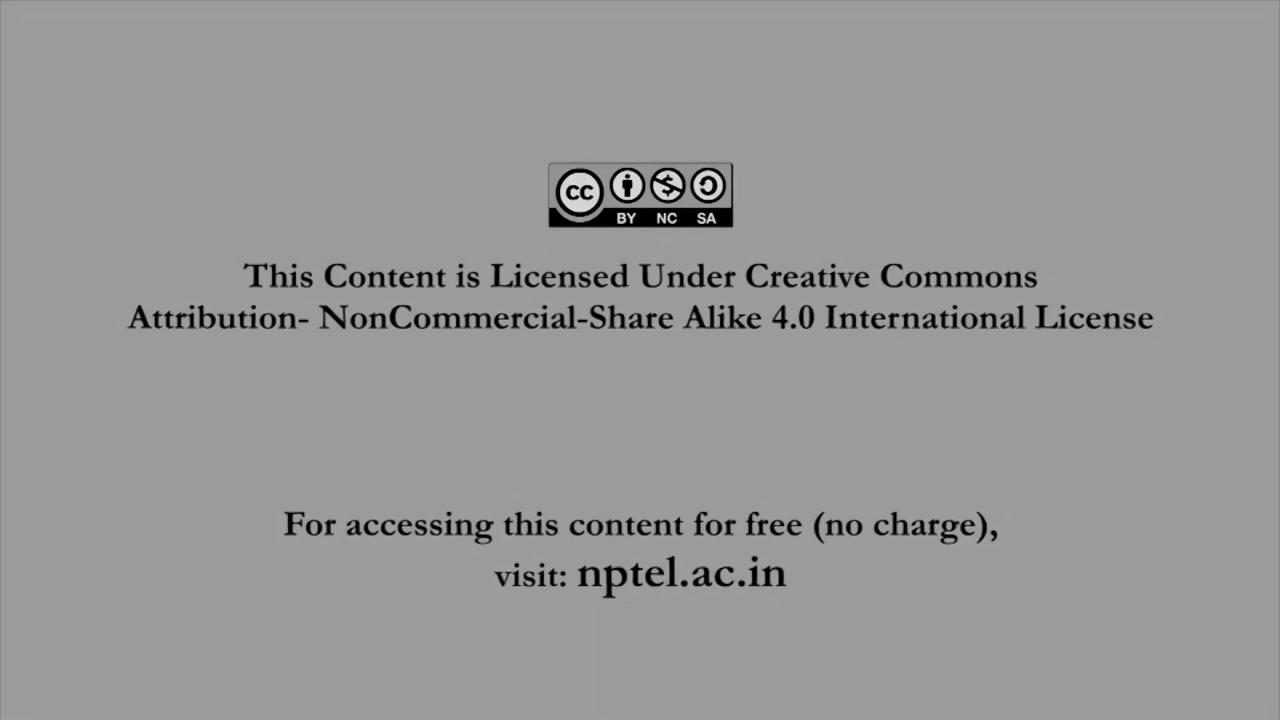 CC BY NC SA
This Content is Licensed Under Creative Commons
Attribution- NonCommercial-Share Alike 4.0 International License
For accessing this content for free (no charge),
visit: nptel.ac.in